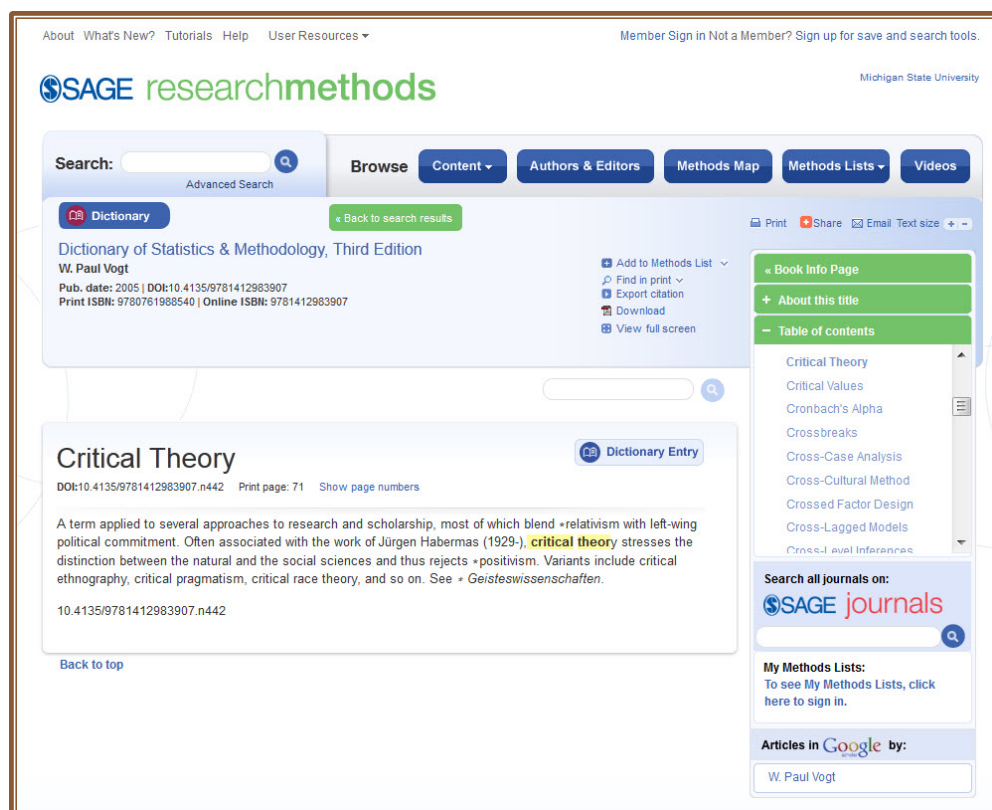 About What's New? Tutorials Help User Resources
Member Sign in Not a Member? Sign up for save and search tools.
SAGE researchmethods
Michigan State University
Search:
Advanced Search
Browse
Content
Authors & Editors
Methods Map
Methods Lists
Videos
Dictionary
« Back to search results
Print Share Email Text size + -
Dictionary of Statistics & Methodology, Third Edition
W. Paul Vogt
Pub. date: 2005 | DOI:10.4135/9781412983907
Print ISBN: 9780761988540 | Online ISBN: 9781412983907
Add to Methods List
Find in print
Export citation
Download
View full screen
« Book Info Page
+ About this title
− Table of contents
Critical Theory
Critical Values
Cronbach's Alpha
Crossbreaks
Cross-Case Analysis
Cross-Cultural Method
Crossed Factor Design
Cross-Lagged Models
Cross-Level Inferences
Critical Theory
Dictionary Entry
DOI:10.4135/9781412983907.n442 Print page: 71 Show page numbers
A term applied to several approaches to research and scholarship, most of which blend *relativism with left-wing
political commitment. Often associated with the work of Jürgen Habermas (1929-), critical theory stresses the
distinction between the natural and the social sciences and thus rejects *positivism. Variants include critical
ethnography, critical pragmatism, critical race theory, and so on. See * Geisteswissenschaften.
10.4135/9781412983907.n442
Back to top
Search all journals on:
SAGE journals
My Methods Lists:
To see My Methods Lists, click
here to sign in.
Articles in Google by:
W. Paul Vogt